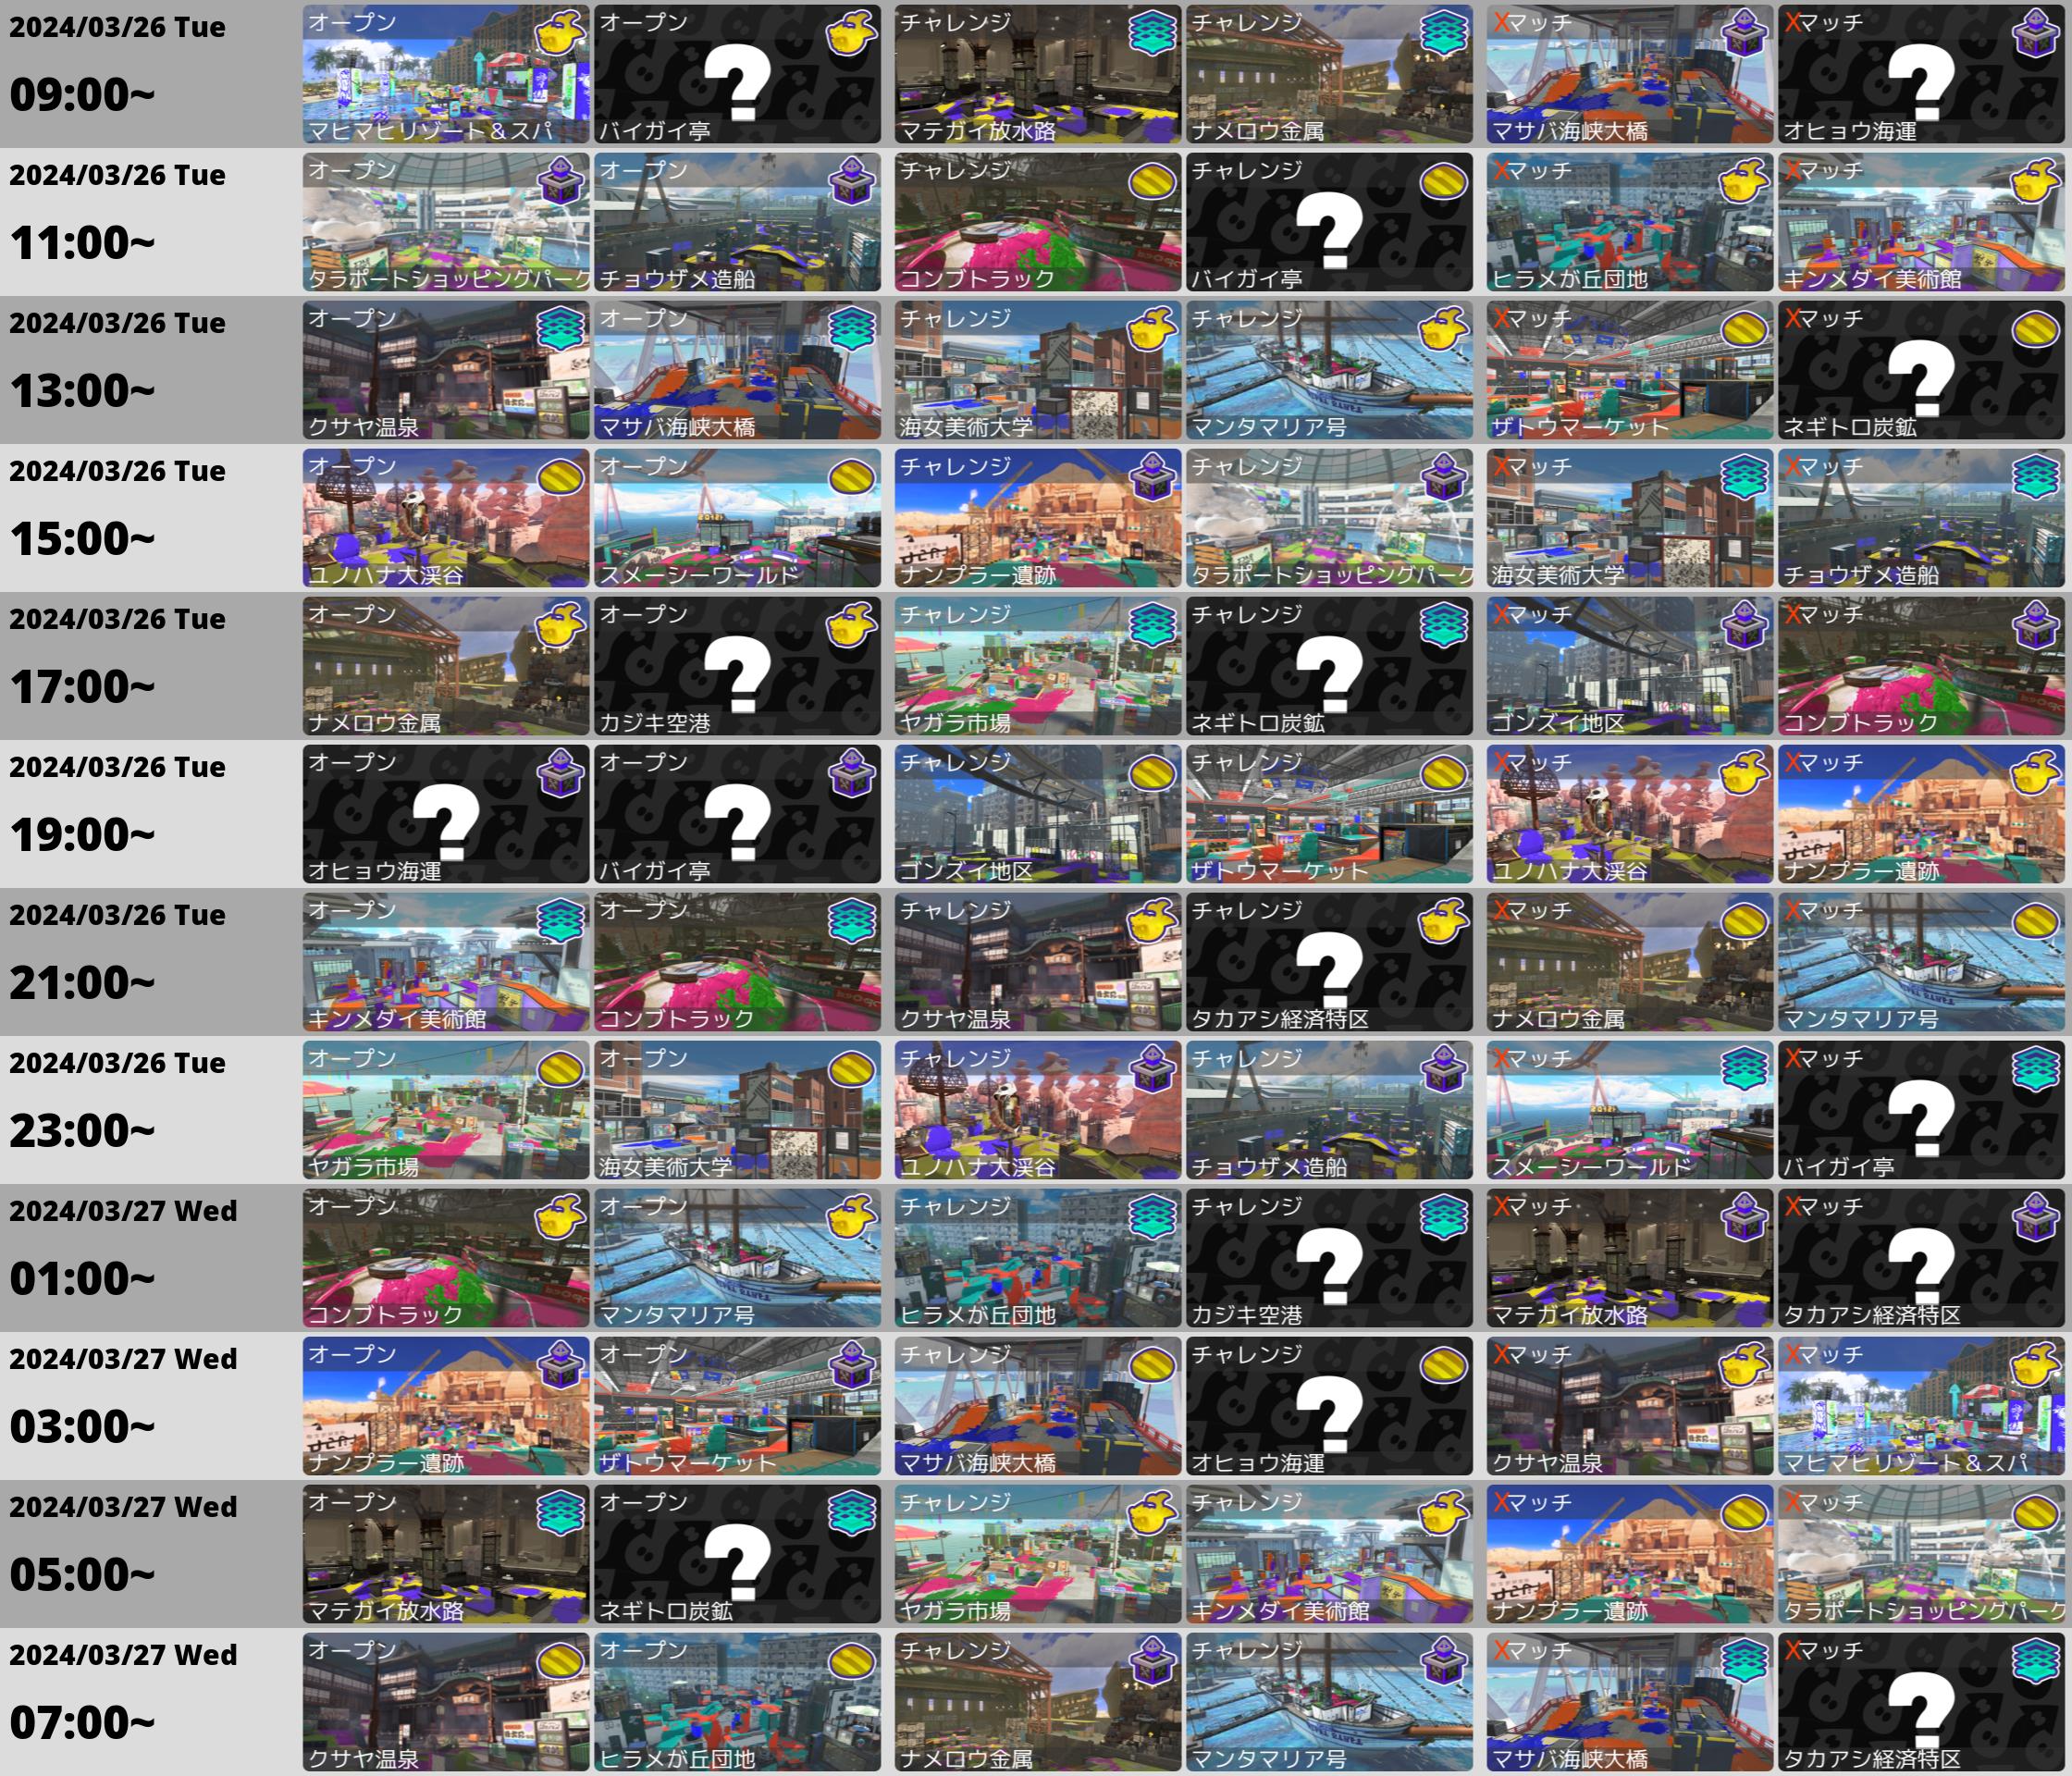 2024/03/26 Tue
09:00~
オープン
マヒマヒリゾート&スパ
オープン
バイガイ亭
チャレンジ
マテガイ放水路
チャレンジ
ナメロウ金属
Xマッチ
マサバ海峡大橋
Xマッチ
オヒョウ海運
2024/03/26 Tue
11:00~
オープン
タラポートショッピングパーク
オープン
チョウザメ造船
チャレンジ
コンブトラック
チャレンジ
バイガイ亭
Xマッチ
ヒラメが丘団地
Xマッチ
キンメダイ美術館
2024/03/26 Tue
13:00~
オープン
クサヤ温泉
オープン
マサバ海峡大橋
チャレンジ
海女美術大学
チャレンジ
マンタマリア号
Xマッチ
ザトウマーケット
Xマッチ
ネギトロ炭鉱
2024/03/26 Tue
15:00~
オープン
ユノハナ大渓谷
オープン
スメーシーワールド
チャレンジ
ナンプラー遺跡
チャレンジ
タラポートショッピングパーク
Xマッチ
海女美術大学
Xマッチ
チョウザメ造船
2024/03/26 Tue
17:00~
オープン
ナメロウ金属
オープン
カジキ空港
チャレンジ
ヤガラ市場
チャレンジ
ネギトロ炭鉱
Xマッチ
ゴンズイ地区
Xマッチ
コンブトラック
2024/03/26 Tue
19:00~
オープン
オヒョウ海運
オープン
バイガイ亭
チャレンジ
ゴンズイ地区
チャレンジ
ザトウマーケット
Xマッチ
ユノハナ大渓谷
Xマッチ
ナンプラー遺跡
2024/03/26 Tue
21:00~
オープン
キンメダイ美術館
オープン
コンブトラック
チャレンジ
クサヤ温泉
チャレンジ
タカアシ経済特区
Xマッチ
ナメロウ金属
Xマッチ
マンタマリア号
2024/03/26 Tue
23:00~
オープン
ヤガラ市場
オープン
海女美術大学
チャレンジ
ユノハナ大渓谷
チャレンジ
チョウザメ造船
Xマッチ
スメーシーワールド
Xマッチ
バイガイ亭
2024/03/27 Wed
01:00~
オープン
コンブトラック
オープン
マンタマリア号
チャレンジ
ヒラメが丘団地
チャレンジ
カジキ空港
Xマッチ
マテガイ放水路
Xマッチ
タカアシ経済特区
2024/03/27 Wed
03:00~
オープン
ナンプラー遺跡
オープン
ザトウマーケット
チャレンジ
マサバ海峡大橋
チャレンジ
オヒョウ海運
Xマッチ
クサヤ温泉
Xマッチ
マヒマヒリゾート&スパ
2024/03/27 Wed
05:00~
オープン
マテガイ放水路
オープン
ネギトロ炭鉱
チャレンジ
ヤガラ市場
チャレンジ
キンメダイ美術館
Xマッチ
ナンプラー遺跡
Xマッチ
タラポートショッピングパーク
2024/03/27 Wed
07:00~
オープン
クサヤ温泉
オープン
ヒラメが丘団地
チャレンジ
ナメロウ金属
チャレンジ
マンタマリア号
Xマッチ
マサバ海峡大橋
Xマッチ
タカアシ経済特区